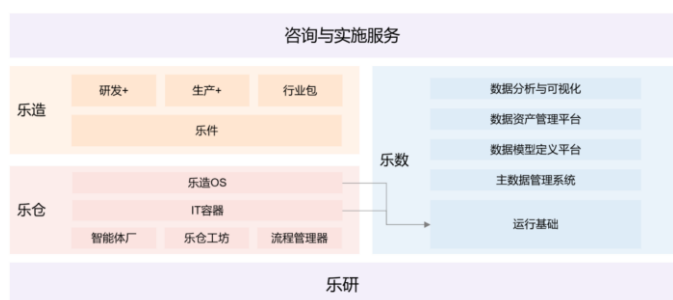 咨询与实施服务
乐造
研发+
生产+
行业包
乐件
乐仓
乐造OS
IT容器
智能体厂
乐仓工坊
流程管理器
乐数
数据分析与可视化
数据资产管理平台
数据模型定义平台
主数据管理系统
运行基础
乐研